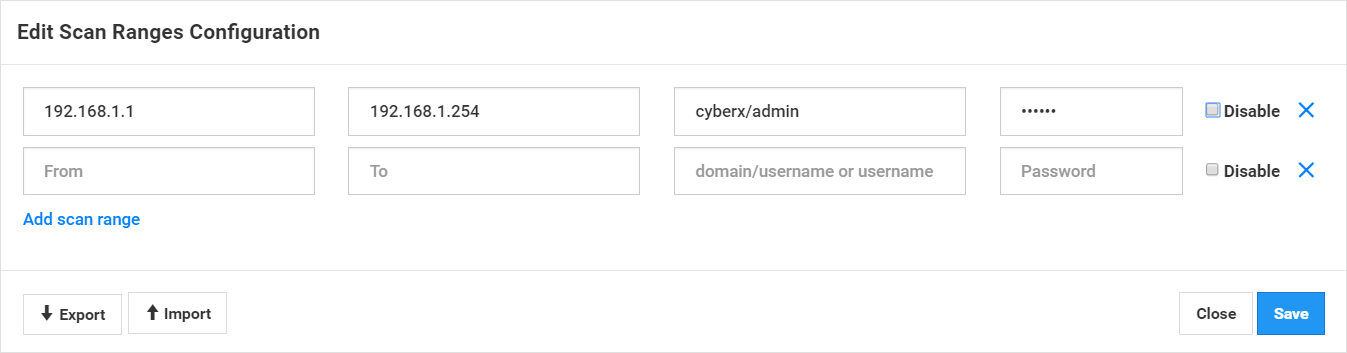 Edit Scan Ranges Configuration
192.168.1.1 192.168.1.254 cyberx/admin •••••• Disable
From To domain/username or username Password Disable
Add scan range
Export Import Close Save